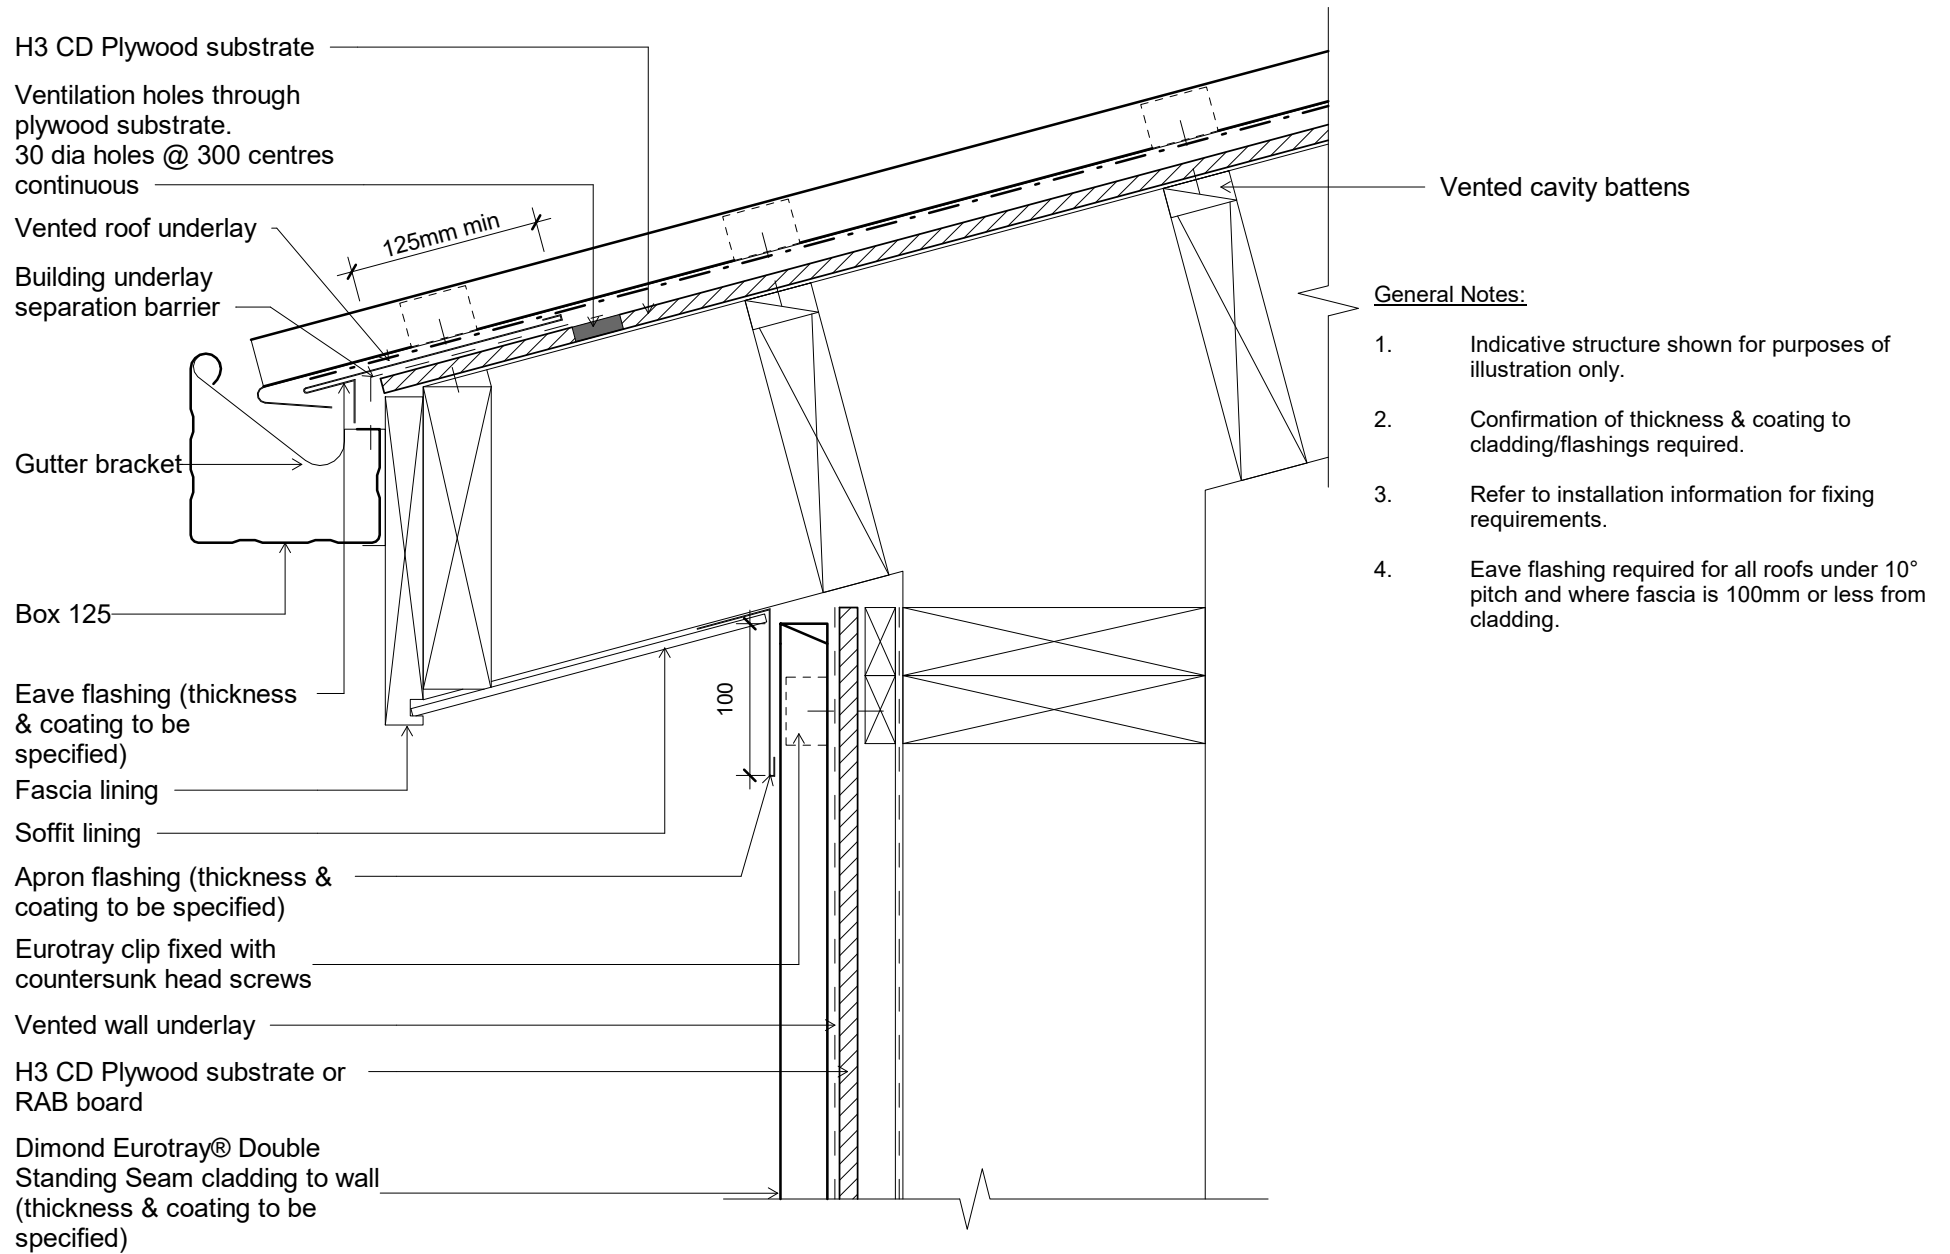 H3 CD Plywood substrate
Ventilation holes through
plywood substrate.
30 dia holes @ 300 centres
continuous
Vented roof underlay
125mm min
Building underlay
separation barrier
Gutter bracket
Box 125
Eave flashing (thickness
& coating to be
specified)
Fascia lining
Soffit lining
100
Apron flashing (thickness &
coating to be specified)
Eurotray clip fixed with
countersunk head screws
Vented wall underlay
H3 CD Plywood substrate or
RAB board
Dimond Eurotray® Double
Standing Seam cladding to wall
(thickness & coating to be
specified)
Vented cavity battens
General Notes:
1. Indicative structure shown for purposes of
illustration only.
2. Confirmation of thickness & coating to
cladding/flashings required.
3. Refer to installation information for fixing
requirements.
4. Eave flashing required for all roofs under 10°
pitch and where fascia is 100mm or less from
cladding.